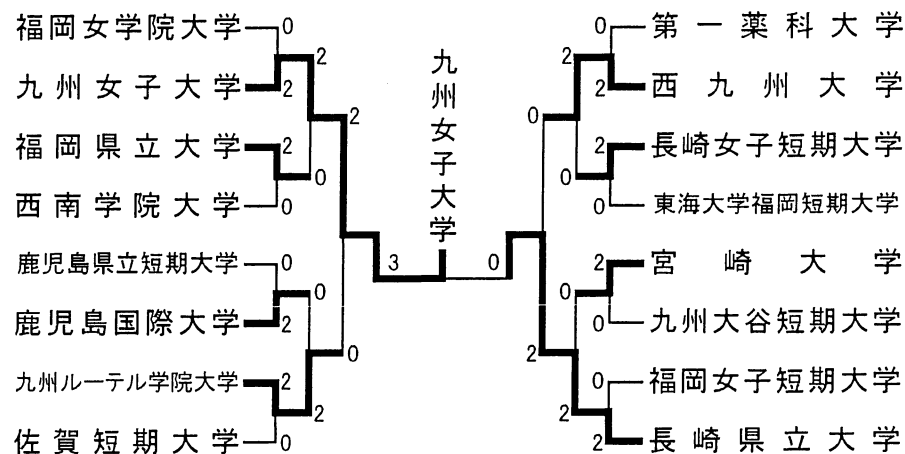 福岡女学院大学
0
九州女子大学
2
2
福岡県立大学
2
0
西南学院大学
0
2
鹿児島県立短期大学
0
鹿児島国際大学
2
0
九州ルーテル学院大学
2
2
佐賀短期大学
0
0
九州女子大学
3
0
第一薬科大学
0
西九州大学
2
2
長崎女子短期大学
2
0
東海大学福岡短期大学
0
0
宮崎大学
2
九州大谷短期大学
0
0
福岡女子短期大学
0
2
長崎県立大学
2
2